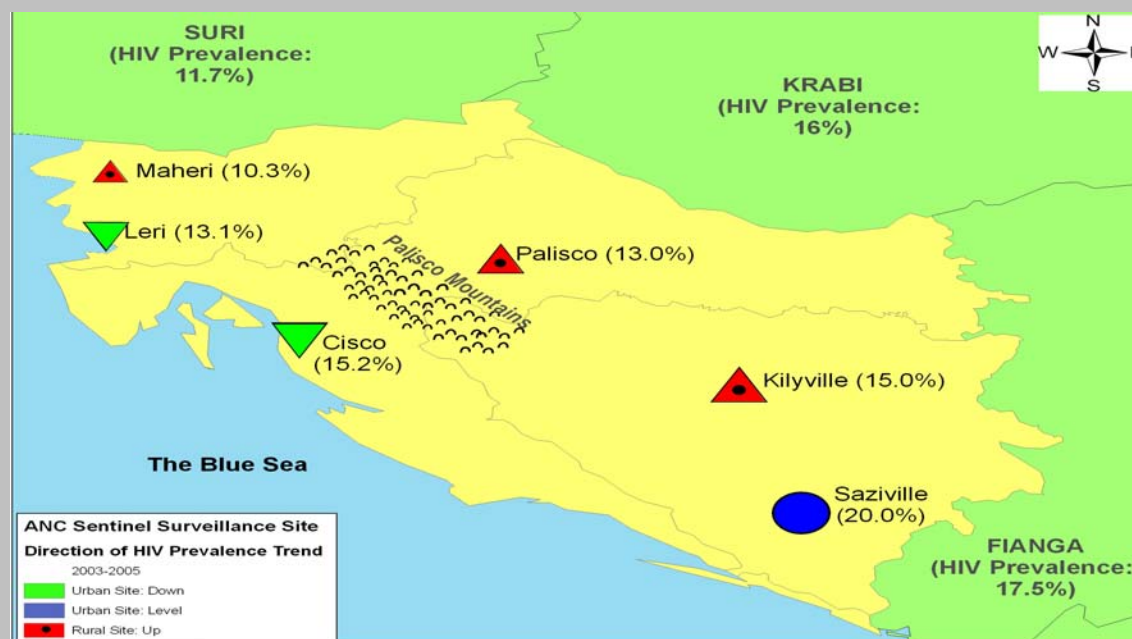 SURI
(HIV Prevalence:
11.7%)
N
W
S
KRABI
(HIV Prevalence:
16%)
Maheri (10.3%)
Leri (13.1%)
Palisco Mountains
Palisco (13.0%)
Cisco
(15.2%)
Kilyville (15.0%)
The Blue Sea
Saziville
(20.0%)
FIANGA
(HIV Prevalence:
17.5%)
ANC Sentinel Surveillance Site
Direction of HIV Prevalence Trend
2003-2005
Urban Site: Down
Urban Site: Level
Rural Site: Up